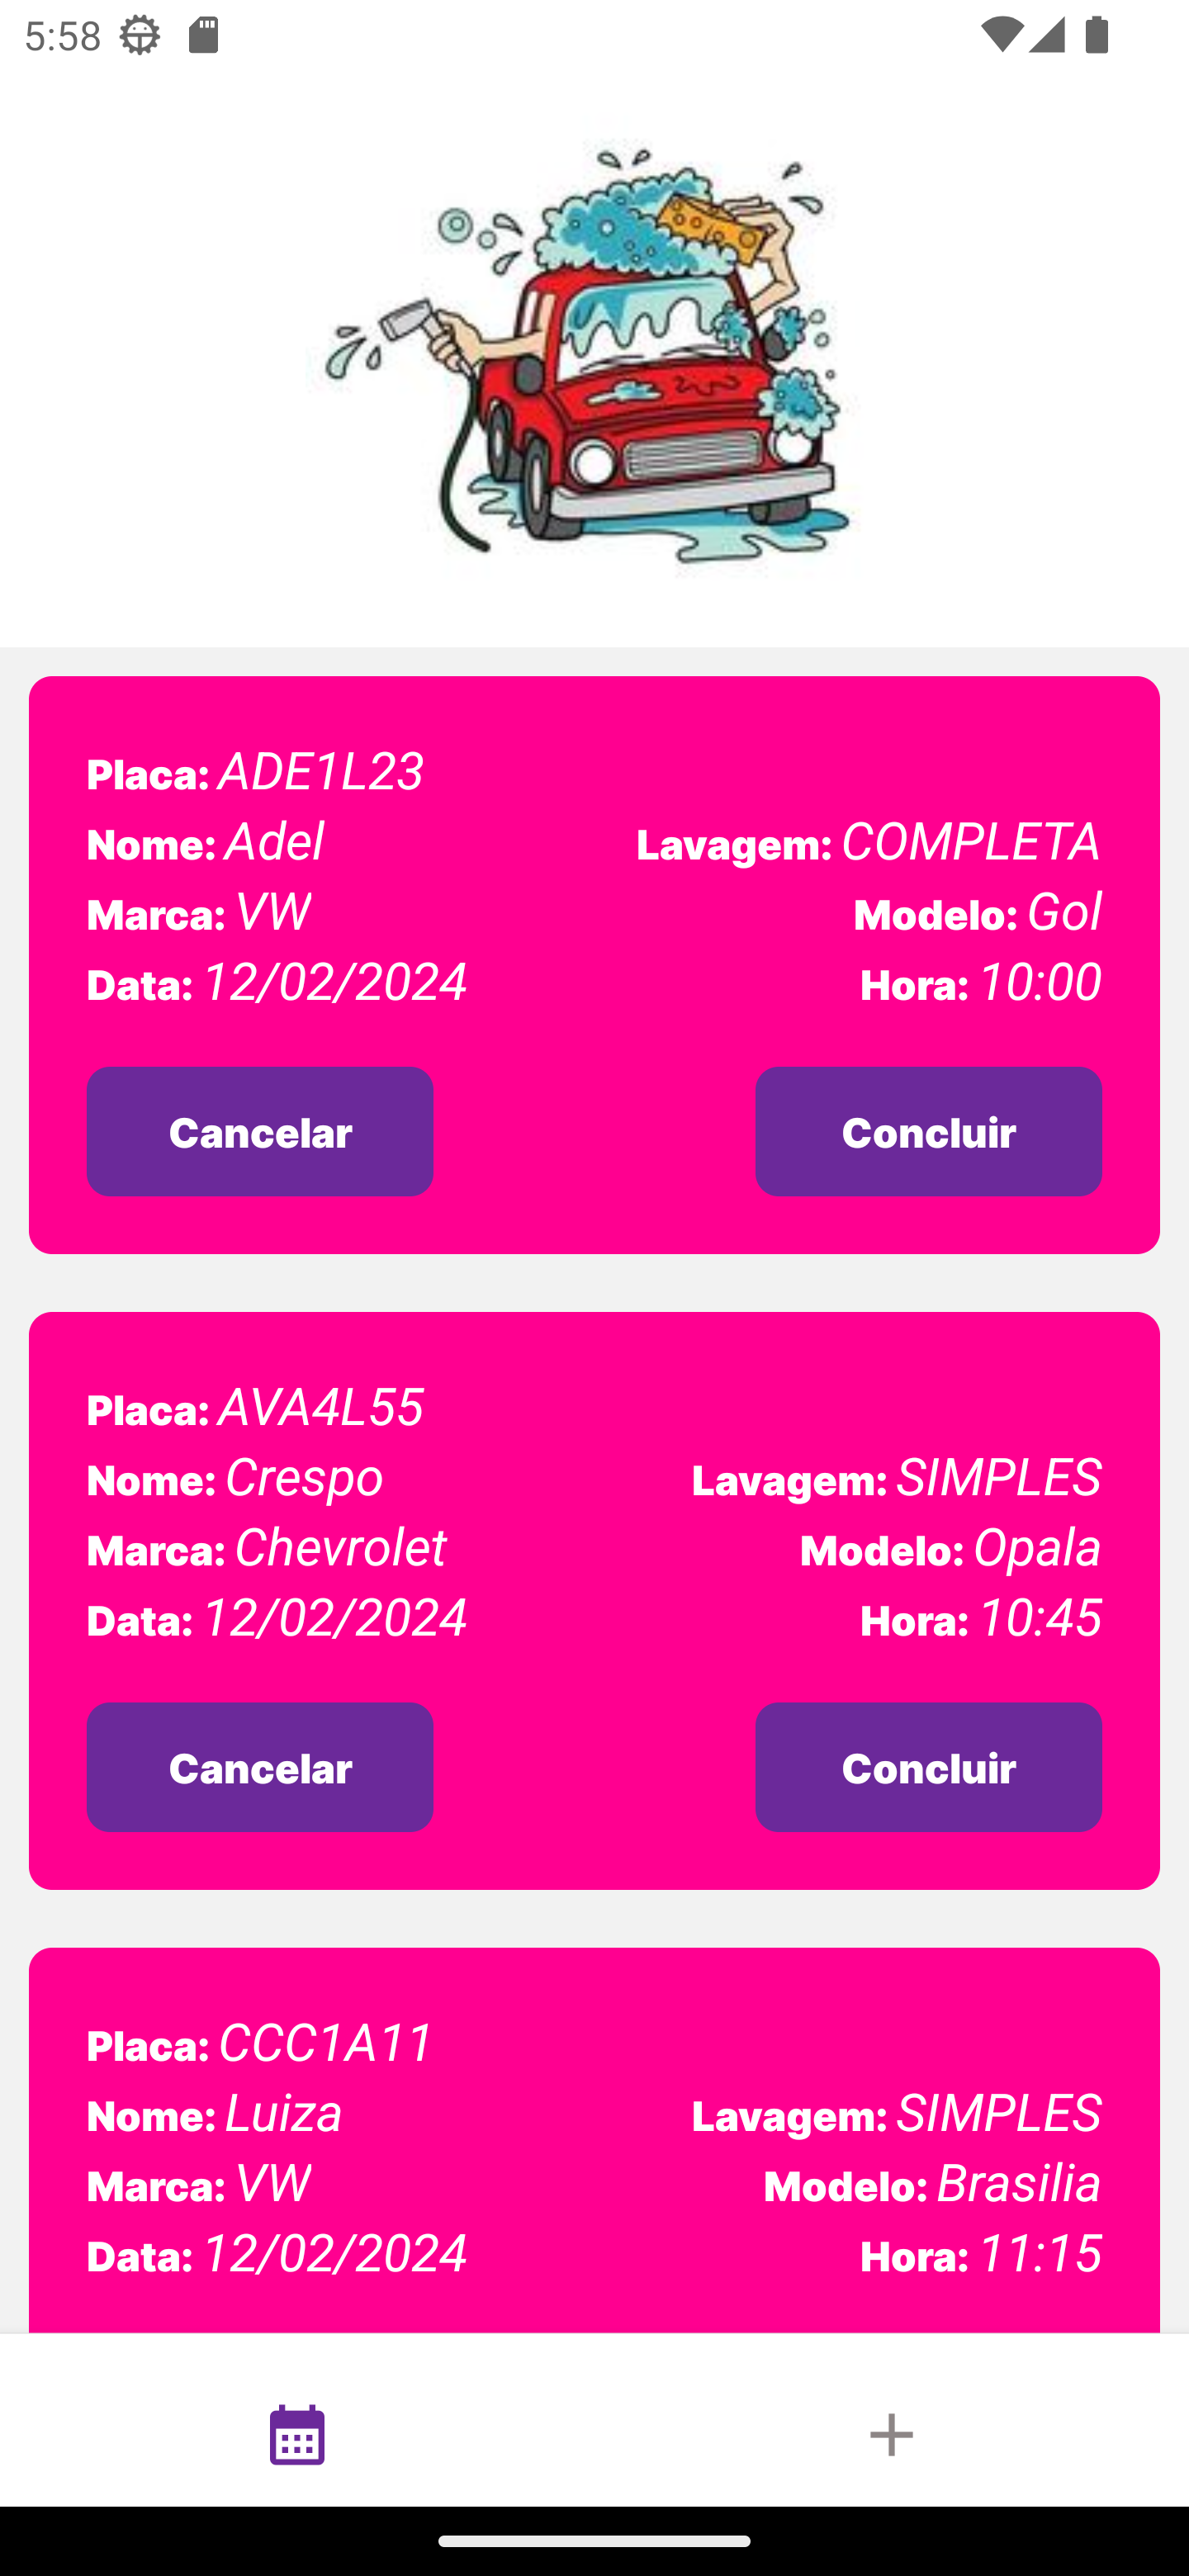 5:58
Placa: ADE1L23
Nome: Adel Lavagem: COMPLETA
Marca: VW Modelo: Gol
Data: 12/02/2024 Hora: 10:00
Cancelar Concluir
Placa: AVA4L55
Nome: Crespo Lavagem: SIMPLES
Marca: Chevrolet Modelo: Opala
Data: 12/02/2024 Hora: 10:45
Cancelar Concluir
Placa: CCC1A11
Nome: Luiza Lavagem: SIMPLES
Marca: VW Modelo: Brasilia
Data: 12/02/2024 Hora: 11:15